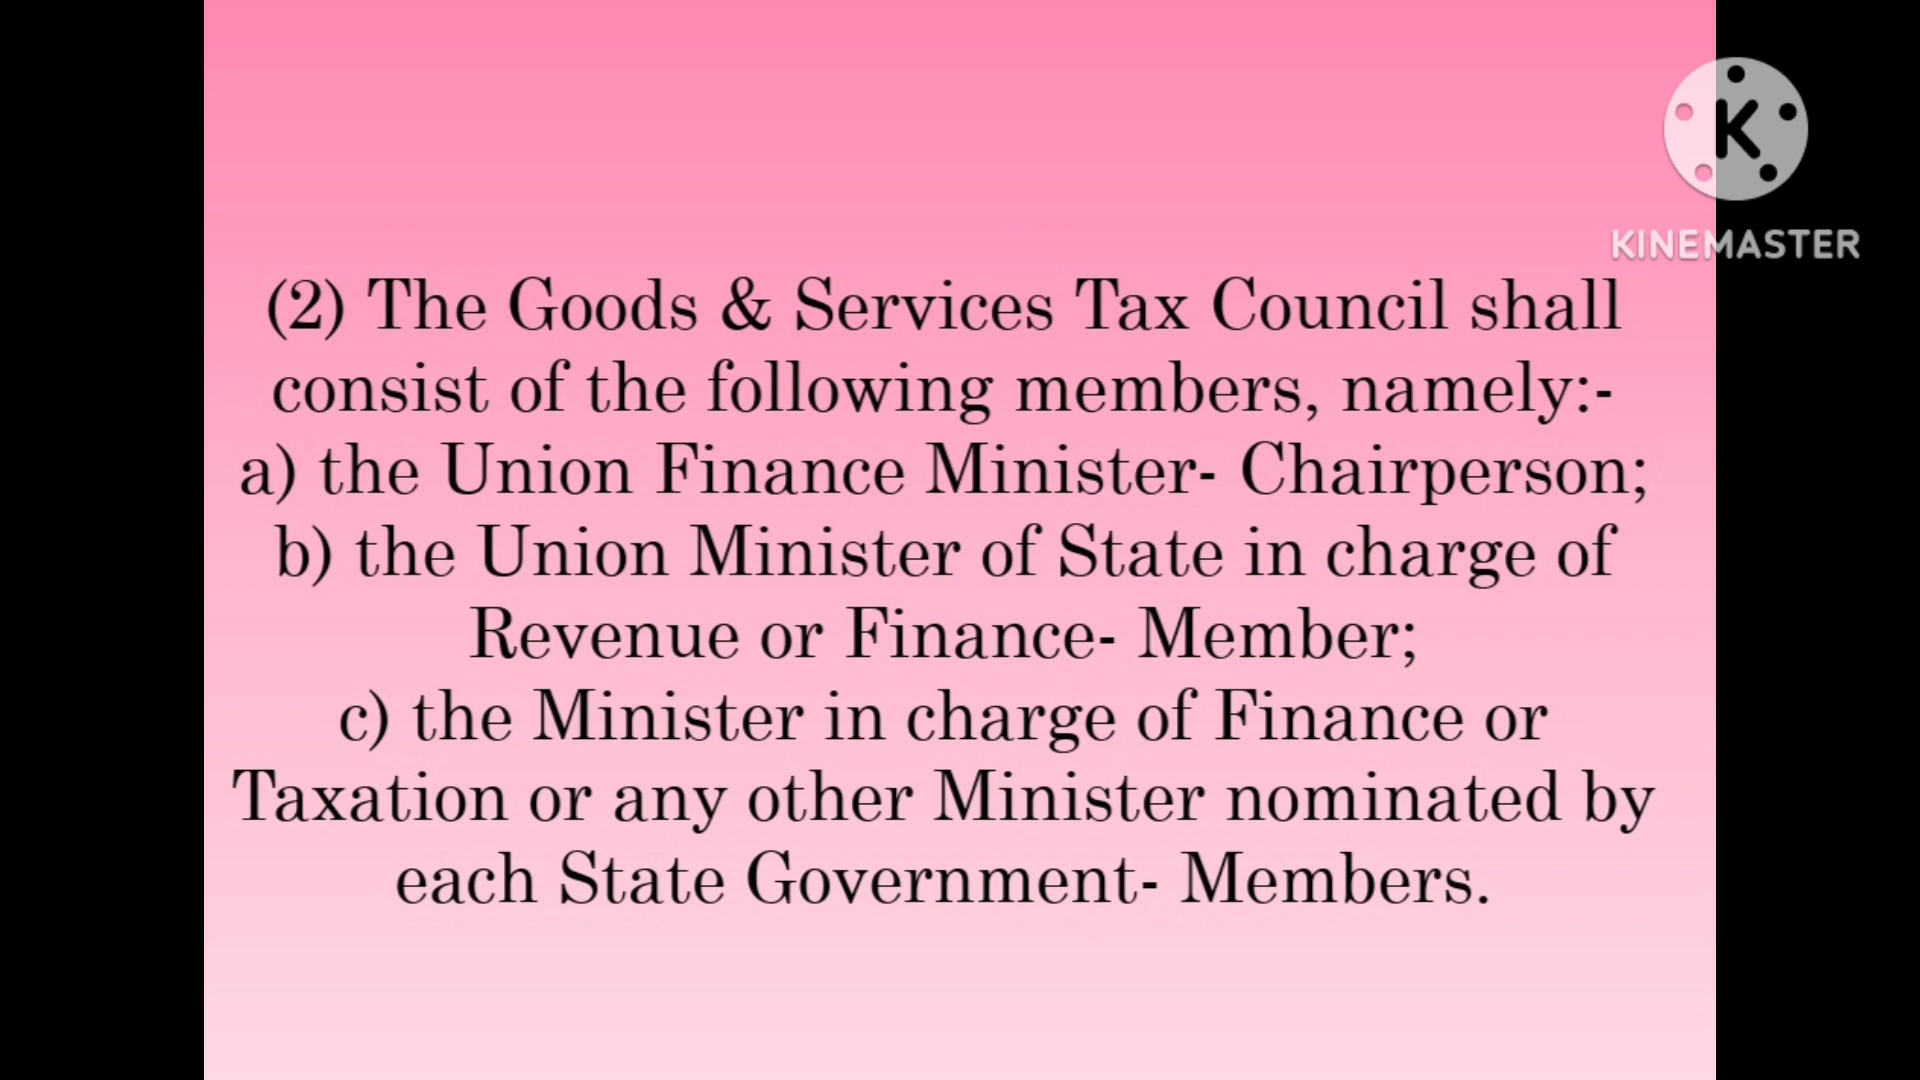 K
KINEMASTER
(2) The Goods & Services Tax Council shall
consist of the following members, namely:-
a) the Union Finance Minister- Chairperson;
b) the Union Minister of State in charge of
Revenue or Finance- Member;
c) the Minister in charge of Finance or
Taxation or any other Minister nominated by
each State Government- Members.